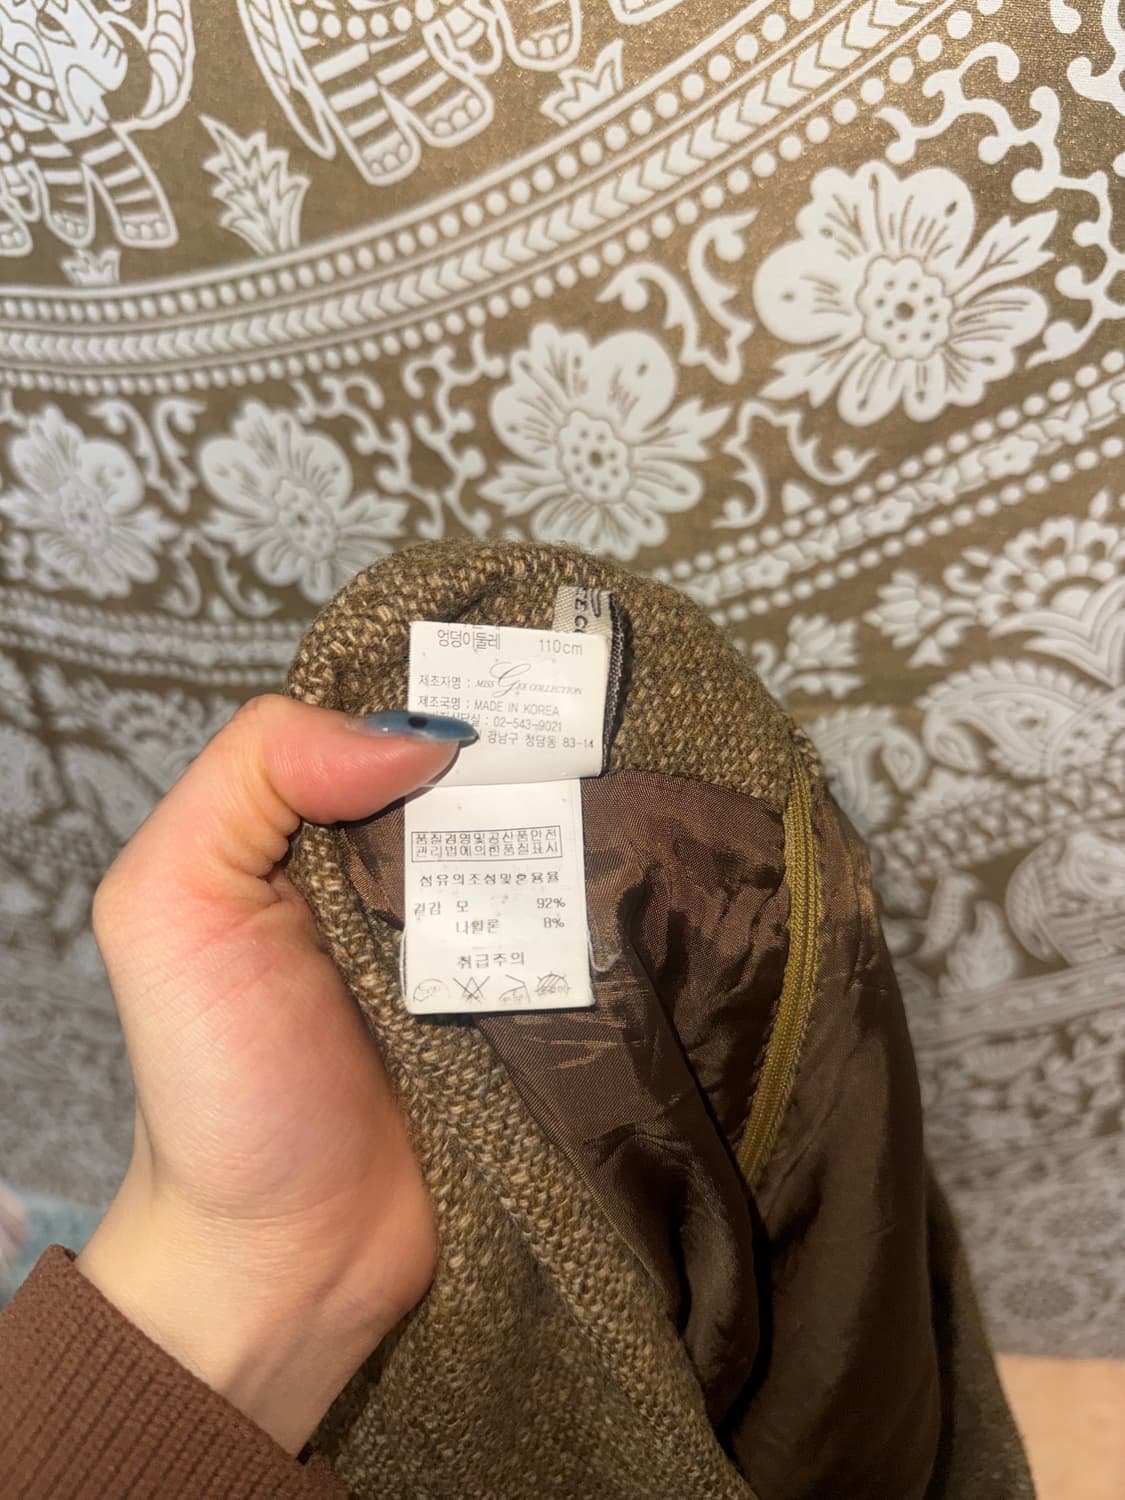 EE C
엉덩이둘레 110cm
제조자명 : MISS GEE COLLECTION
제조국명 : MADE IN KOREA
02-543-9021
강남구 청담동 83-14
품질경영및공산품안전
관리법에의한품질표시
섬유의조성및혼용율
겉감 모 92%
나일론 8%
취급주의